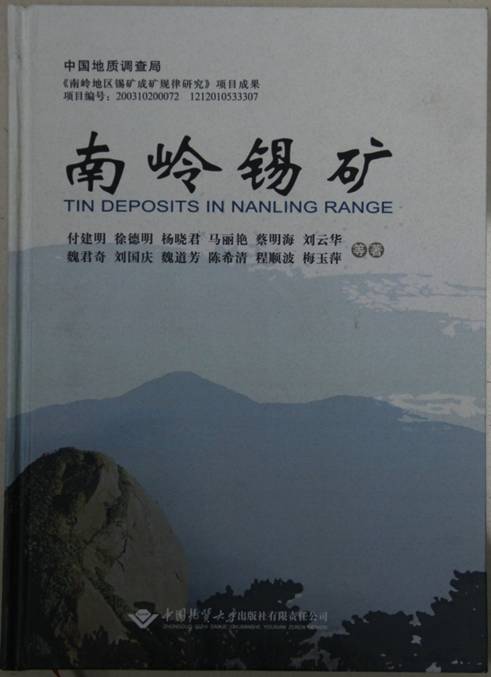 中国地质调查局
《南岭地区锡矿成矿规律研究》项目成果
项目编号：200310200072 1212010533307
南岭锡矿
TIN DEPOSITS IN NANLING RANGE
付建明 徐德明 杨晓君 马丽艳 蔡明海 刘云华
魏君奇 刘国庆 魏道芳 陈希清 程顺波 梅玉萍 等著
中国地质大学出版社有限责任公司